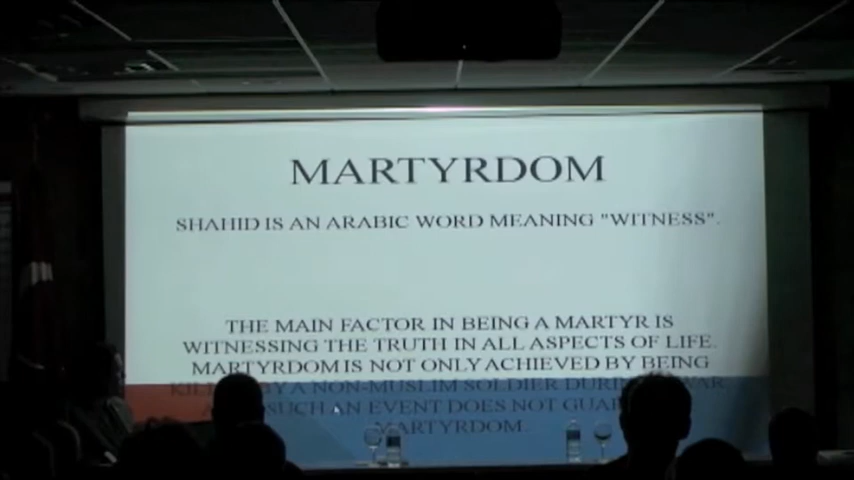 MARTYRDOM
SHAHID IS AN ARABIC WORD MEANING "WITNESS".
THE MAIN FACTOR IN BEING A MARTYR IS
WITNESSING THE TRUTH IN ALL ASPECTS OF LIFE.
MARTYRDOM IS NOT ONLY ACHIEVED BY BEING
BY A NON-MUSLIM SOLDIER WAR
SUCH AN EVENT DOES NOT
MARTYRDOM.